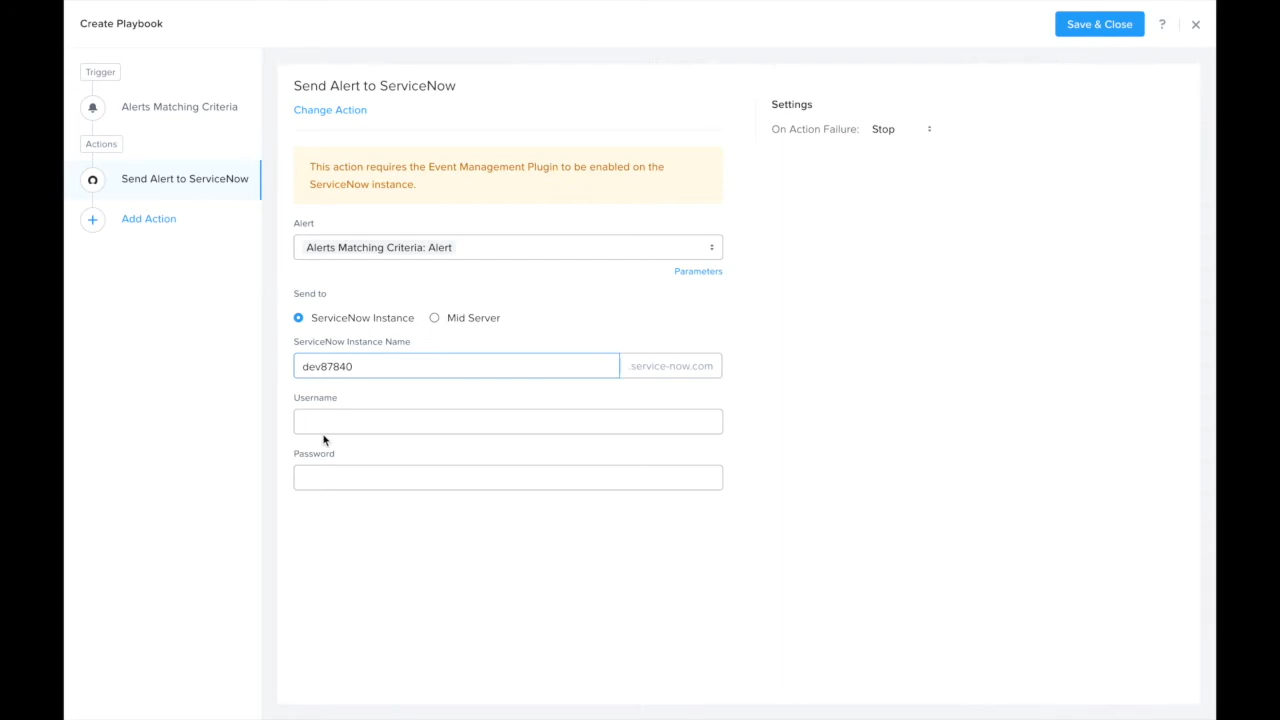 Create Playbook
Save & Close
?
Trigger
Alerts Matching Criteria
Actions
Send Alert to ServiceNow
Add Action
Send Alert to ServiceNow
Change Action
This action requires the Event Management Plugin to be enabled on the
ServiceNow instance.
Alert
Alerts Matching Criteria: Alert
Parameters
Send to
ServiceNow Instance Mid Server
ServiceNow Instance Name
dev87840 .service-now.com
Username
Password
Settings
On Action Failure: Stop